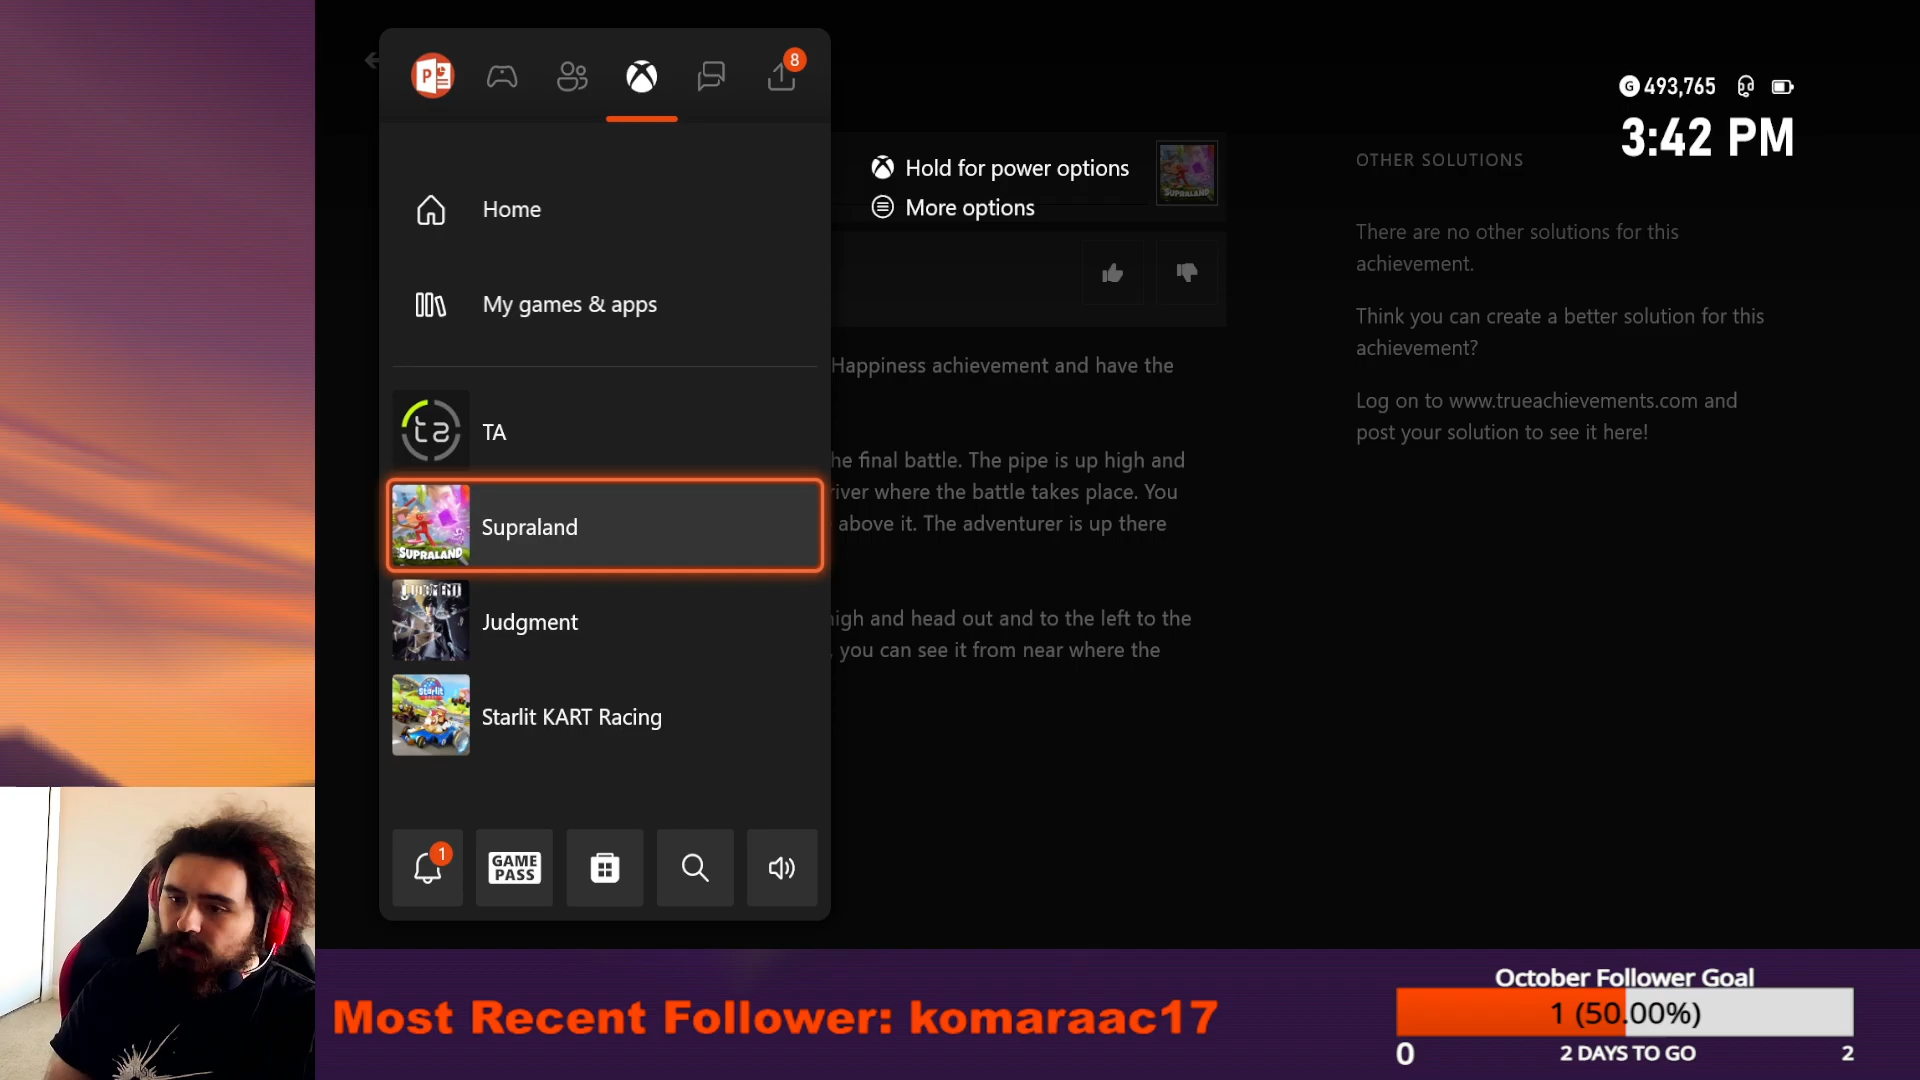 8
G 493,765
3:42 PM
Hold for power options
More options
SUPRALAND
OTHER SOLUTIONS
Home
There are no other solutions for this
achievement.
My games & apps
Think you can create a better solution for this
achievement?
Happiness achievement and have the
Log on to www.trueachievements.com and
post your solution to see it here!
ta
TA
he final battle. The pipe is up high and
river where the battle takes place. You
above it. The adventurer is up there
SUPRALAND
Supraland
JUDGMENT
Judgment
igh and head out and to the left to the
, you can see it from near where the
Starlit
Starlit KART Racing
1
GAME
PASS
Most Recent Follower: komaraac17
October Follower Goal
1 (50.00%)
0
2 DAYS TO GO
2